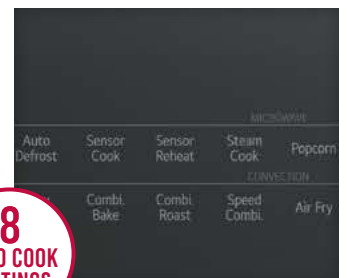 MICROWAVE
Auto Sensor Sensor Steam Popcorn
Defrost Cook Reheat Cook
CONVECTION
Combi. Combi. Speed Air Fry
Bake Roast Combi.
8
COOK